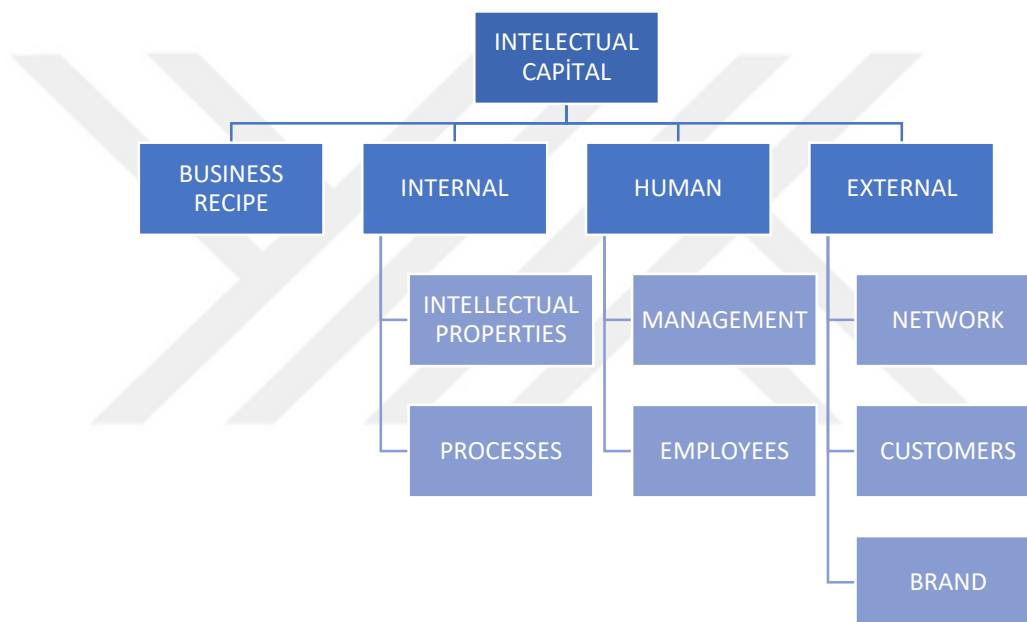 INTELECTUAL
CAPİTAL
BUSINESS
RECIPE
INTERNAL
HUMAN
EXTERNAL
INTELLECTUAL
PROPERTIES
MANAGEMENT
NETWORK
PROCESSES
EMPLOYEES
CUSTOMERS
BRAND